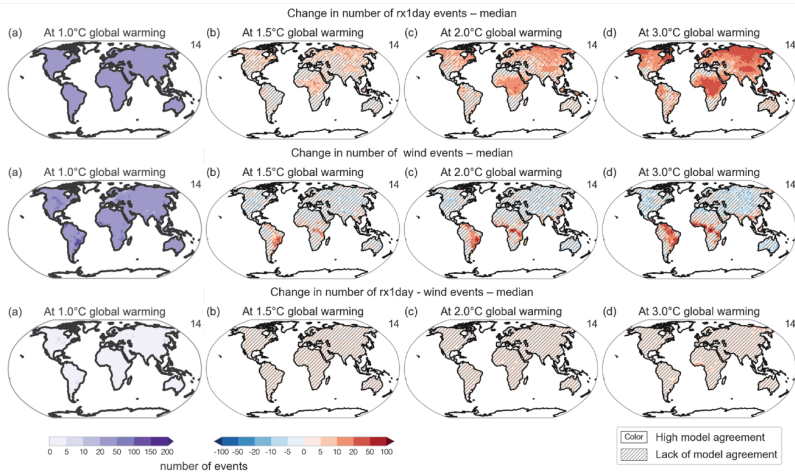 Change in number of rx1day events – median
(a) At 1.0°C global warming 14 (b) At 1.5°C global warming 14 (c) At 2.0°C global warming 14 (d) At 3.0°C global warming 14
Change in number of wind events – median
(a) At 1.0°C global warming 14 (b) At 1.5°C global warming 14 (c) At 2.0°C global warming 14 (d) At 3.0°C global warming 14
Change in number of rx1day - wind events – median
(a) At 1.0°C global warming 14 (b) At 1.5°C global warming 14 (c) At 2.0°C global warming 14 (d) At 3.0°C global warming 14
0 5 10 20 50 100 150 200
-100 -50 -20 -10 -5 0 5 10 20 50 100
number of events
Color High model agreement
Lack of model agreement